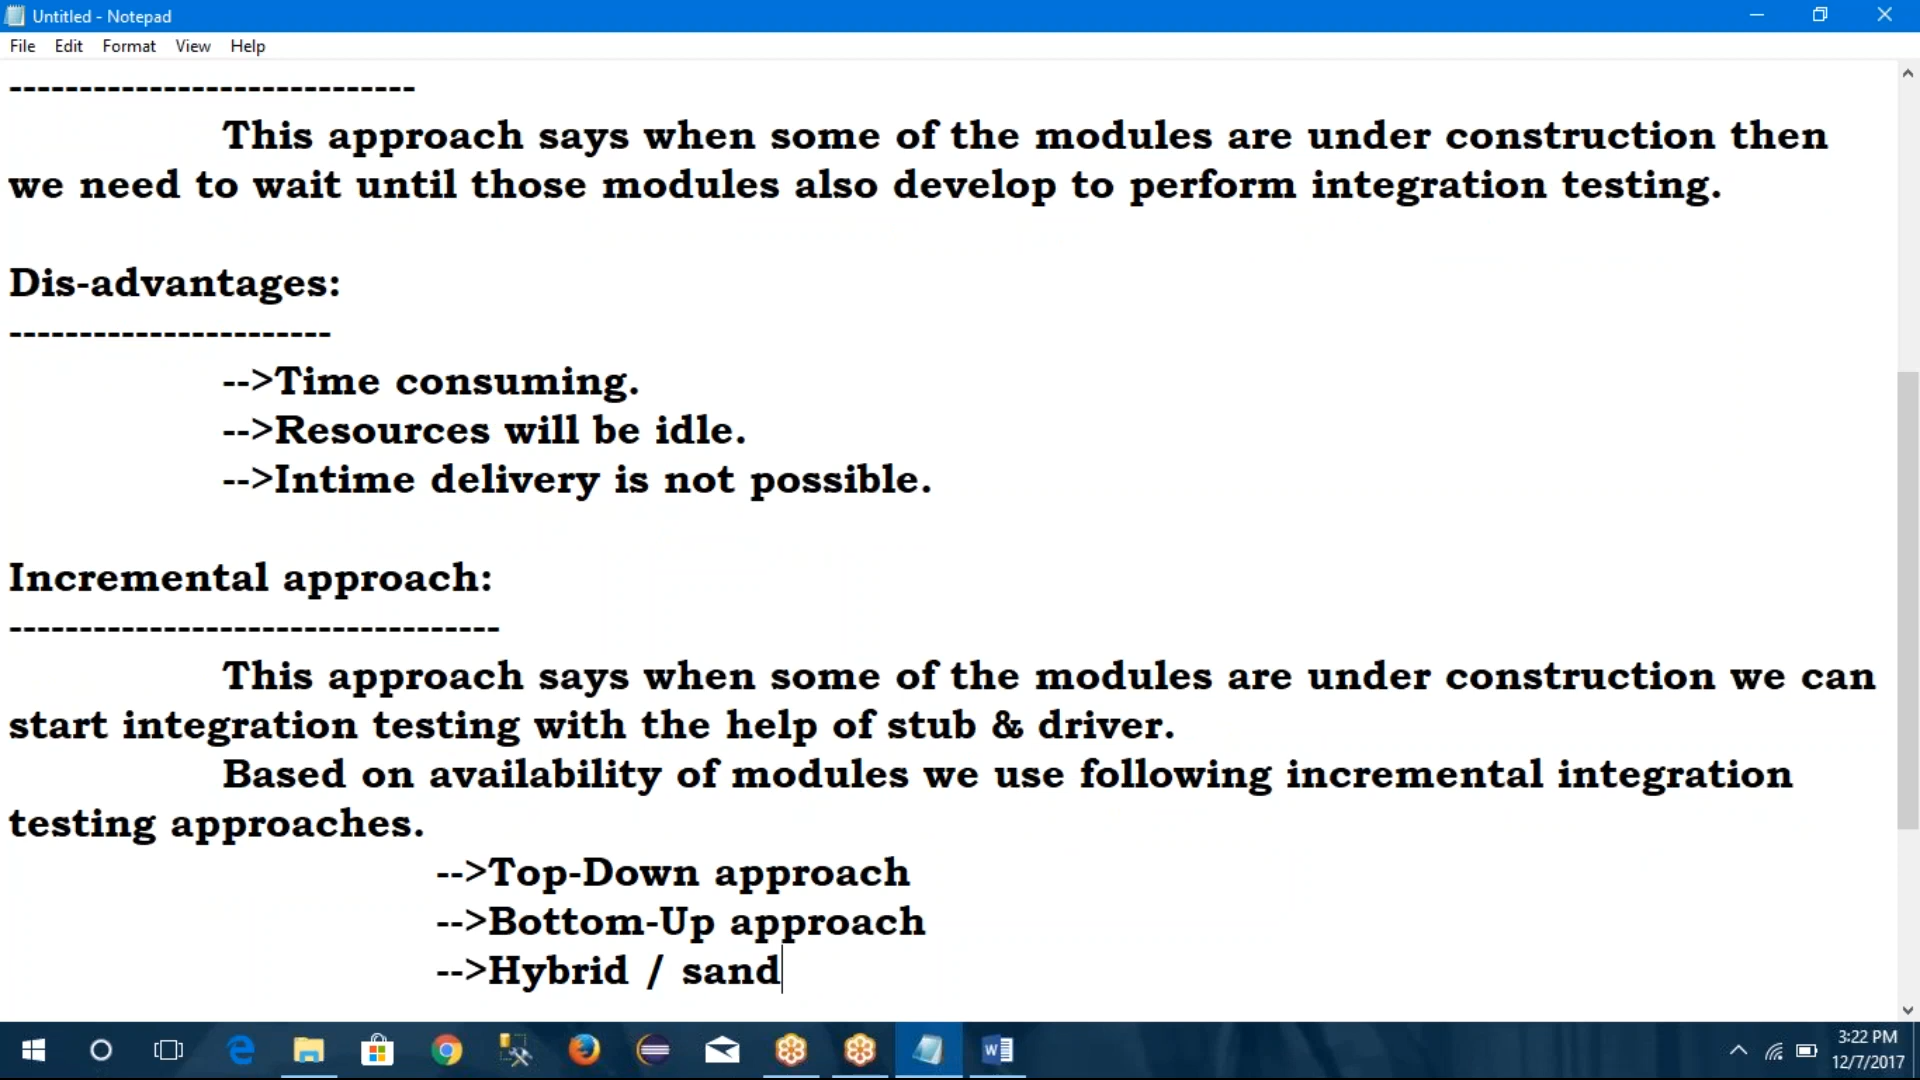 Untitled - Notepad
File Edit Format View Help
-----------------------------
This approach says when some of the modules are under construction then
we need to wait until those modules also develop to perform integration testing.
Dis-advantages:
-----------------------
-->Time consuming.
-->Resources will be idle.
-->Intime delivery is not possible.
Incremental approach:
-----------------------------------
This approach says when some of the modules are under construction we can
start integration testing with the help of stub & driver.
Based on availability of modules we use following incremental integration
testing approaches.
-->Top-Down approach
-->Bottom-Up approach
-->Hybrid / sand
3:22 PM
12/7/2017